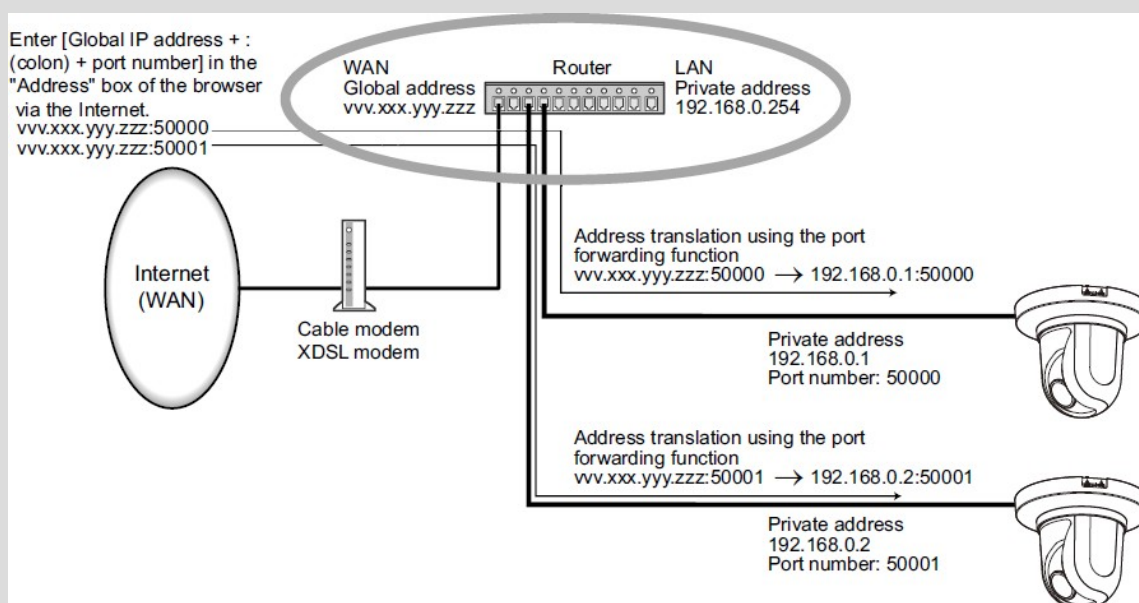 Enter [Global IP address + :
(colon) + port number] in the
"Address" box of the browser
via the Internet.
vvv.xxx.yyy.zzz:50000
vvv.xxx.yyy.zzz:50001
WAN
Global address
vvv.xxx.yyy.zzz
Router
LAN
Private address
192.168.0.254
Internet
(WAN)
Cable modem
XDSL modem
Address translation using the port
forwarding function
vvv.xxx.yyy.zzz:50000 → 192.168.0.1:50000
Private address
192.168.0.1
Port number: 50000
Address translation using the port
forwarding function
vvv.xxx.yyy.zzz:50001 → 192.168.0.2:50001
Private address
192.168.0.2
Port number: 50001